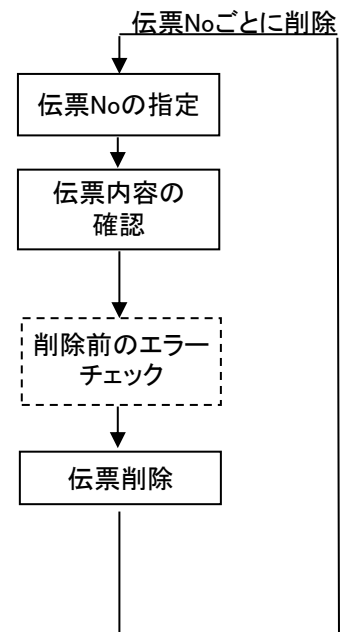 伝票Noごとに削除
伝票Noの指定
伝票内容の
確認
削除前のエラー
チェック
伝票削除